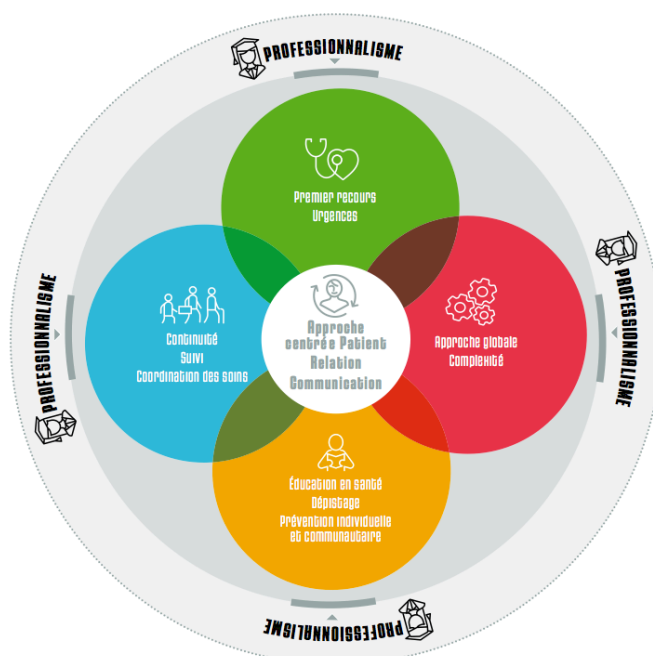 PROFESSIONNALISME
Premier recours
Urgences
PROFESSIONNALISME
Continuité
Suivi
Coordination des soins
Approche
centrée Patient
Relation
Communication
Approche globale
Complexité
PROFESSIONNALISME
Éducation en santé
Dépistage
Prévention individuelle
et communautaire
PROFESSIONNALISME